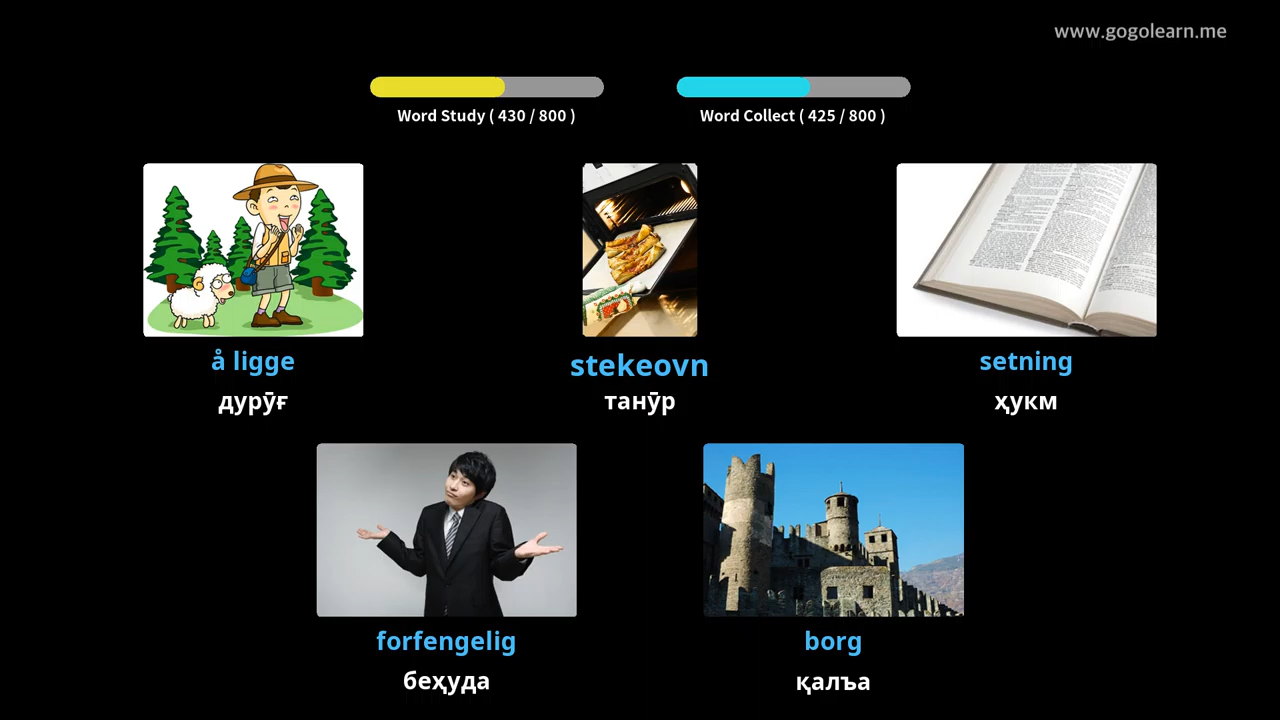 www.gogolearn.me
Word Study ( 430 / 800 )
Word Collect ( 425 / 800 )
å ligge
дурӯғ
stekeovn
танӯр
setning
ҳукм
forfengelig
беҳуда
borg
қалъа